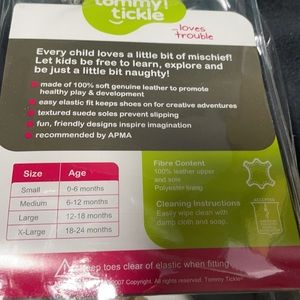 tommy!
tickle
...loves
trouble
Every child loves a little bit of mischief!
Let kids be free to learn, explore and
be just a little bit naughty!
made of 100% soft genuine leather to promote
healthy play & development
easy elastic fit keeps shoes on for creative adventures
textured suede soles prevent slipping
fun, friendly designs inspire imagination
recommended by APMA
Size Age
Small 0-6 months
Medium 6-12 months
Large 12-18 months
X-Large 18-24 months
Fibre Content
100% leather upper
and sole
Polyester lining
Cleaning Instructions
Easily wipe clean with
damp cloth and soap.
keep toes clear of elastic when fitting
2007 Copyright. All rights reserved. Tommy Tickle